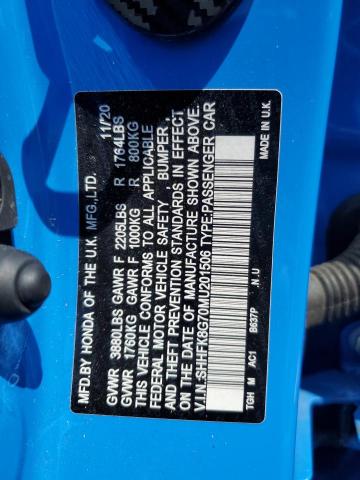 MFD.BY HONDA OF THE U.K. MFG.,LTD. 11/20
GVWR 3880LBS GAWR F 2205LBS R 1764LBS
GVWR 1760KG GAWR F 1000KG R 800KG
THIS VEHICLE CONFORMS TO ALL APPLICABLE
FEDERAL MOTOR VEHICLE SAFETY, BUMPER,
AND THEFT PREVENTION STANDARDS IN EFFECT
ON THE DATE OF MANUFACTURE SHOWN ABOVE.
V.I.N.:SHHFK8G70MU201506 TYPE:PASSENGER CAR
TGH M AC1 B637P .N.U MADE IN U.K.